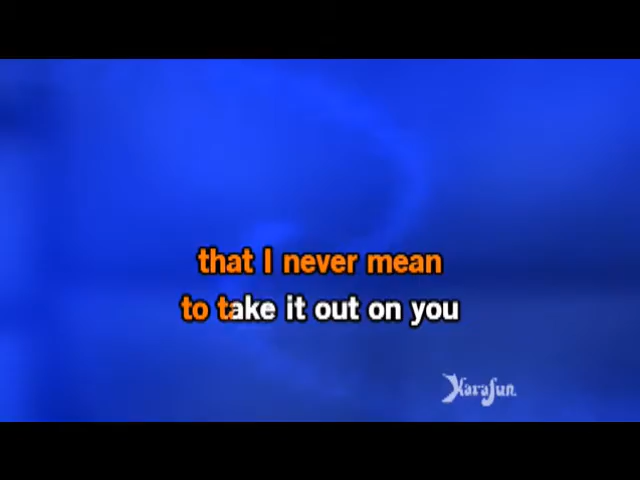 that I never mean
to take it out on you
KaraFun